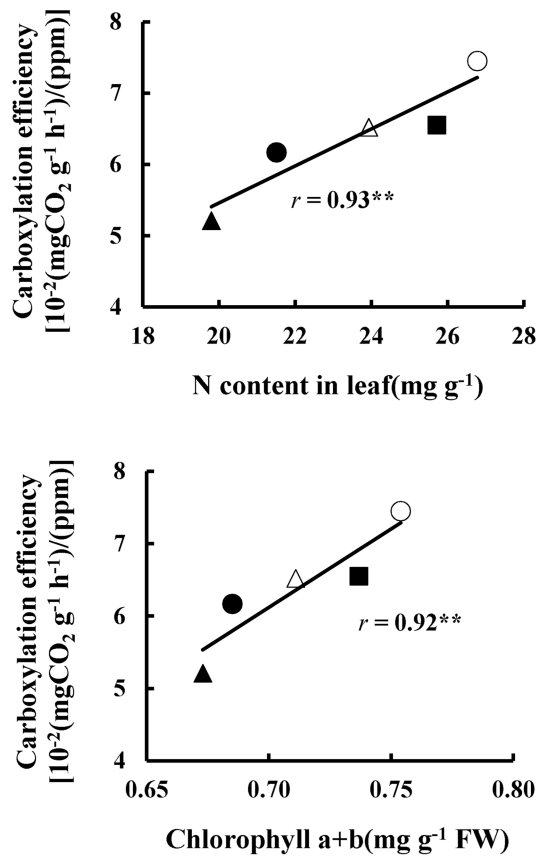 Carboxylation efficiency
[10⁻²(mgCO₂ g⁻¹ h⁻¹)/(ppm)]
8
7
6
5
4
r = 0.93**
18 20 22 24 26 28
N content in leaf(mg g⁻¹)
Carboxylation efficiency
[10⁻²(mgCO₂ g⁻¹ h⁻¹)/(ppm)]
8
7
6
5
4
r = 0.92**
0.65 0.70 0.75 0.80
Chlorophyll a+b(mg g⁻¹ FW)